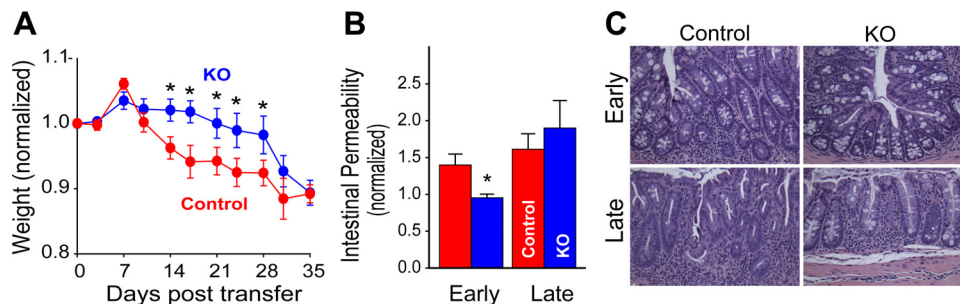 A
Weight (normalized)
1.1
1.0
0.9
0.8
KO
* * * * *
Control
0 7 14 21 28 35
Days post transfer
B
Intestinal Permeability
(normalized)
2.5
2.0
1.5
1.0
0.5
0.0
*
Control
KO
Early Late
C
Control KO
Early
Late